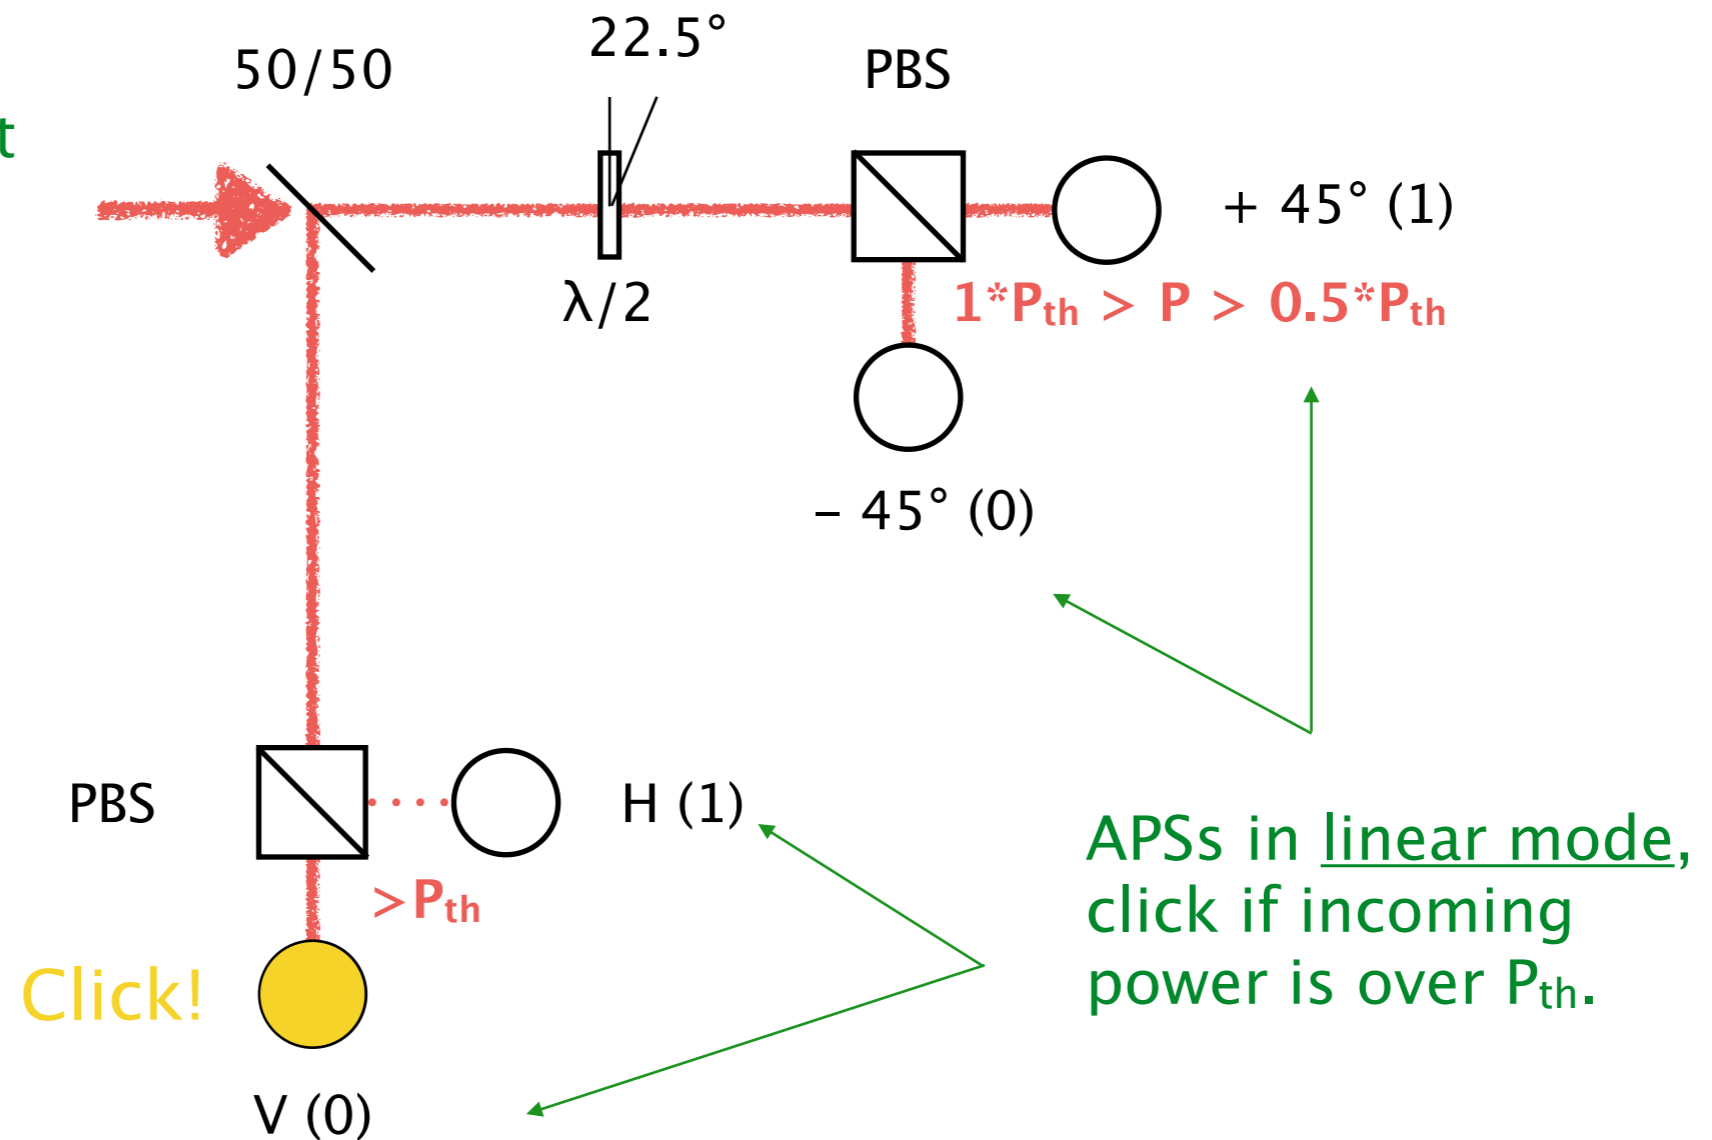 22.5°
50/50
PBS
t
+ 45° (1)
λ/2
1*Pth > P > 0.5*Pth
– 45° (0)
PBS
H (1)
APSs in linear mode,
click if incoming
power is over Pth.
>Pth
Click!
V (0)